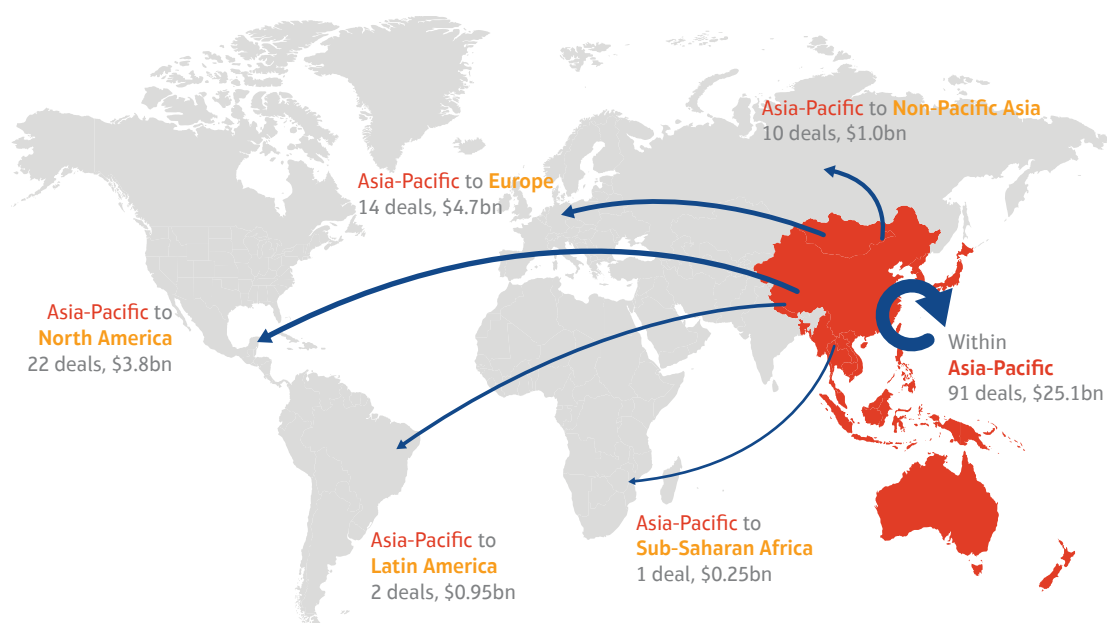 Asia-Pacific to Non-Pacific Asia
10 deals, $1.0bn
Asia-Pacific to Europe
14 deals, $4.7bn
Asia-Pacific to
North America
22 deals, $3.8bn
Within
Asia-Pacific
91 deals, $25.1bn
Asia-Pacific to
Latin America
2 deals, $0.95bn
Asia-Pacific to
Sub-Saharan Africa
1 deal, $0.25bn